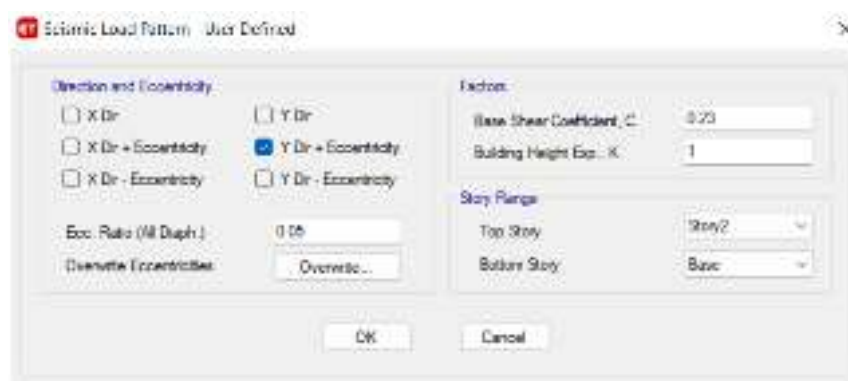 Seismic Load Pattern - User Defined
Direction and Eccentricity
X Dir
Y Dir
X Dir + Eccentricity
Y Dir + Eccentricity
X Dir - Eccentricity
Y Dir - Eccentricity
Ecc. Ratio (All Diaph.)
0.05
Overwrite Eccentricities
Overwrite...
Factors
Base Shear Coefficient, C
0.23
Building Height Exp., K
1
Story Range
Top Story
Story2
Bottom Story
Base
OK
Cancel